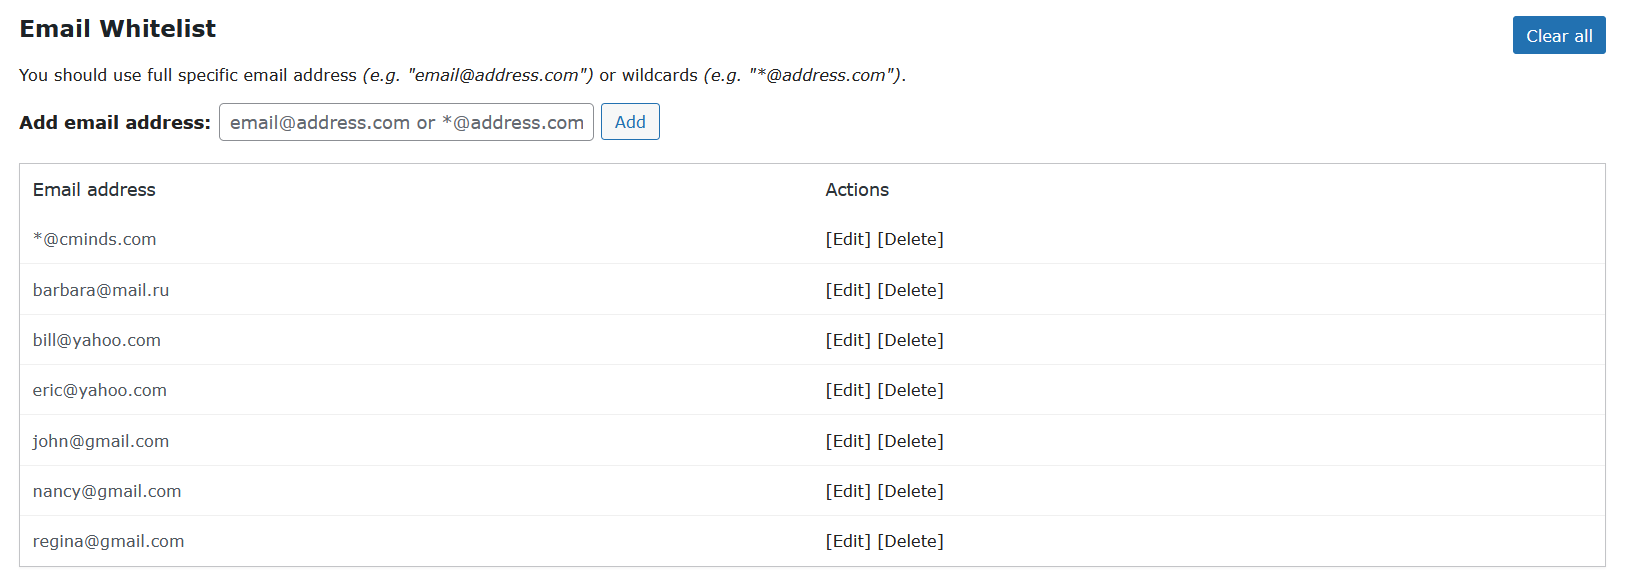 Email Whitelist
Clear all
You should use full specific email address (e.g. "email@address.com") or wildcards (e.g. "*@address.com").
Add email address: email@address.com or *@address.com Add
Email address Actions
*@cminds.com [Edit] [Delete]
barbara@mail.ru [Edit] [Delete]
bill@yahoo.com [Edit] [Delete]
eric@yahoo.com [Edit] [Delete]
john@gmail.com [Edit] [Delete]
nancy@gmail.com [Edit] [Delete]
regina@gmail.com [Edit] [Delete]